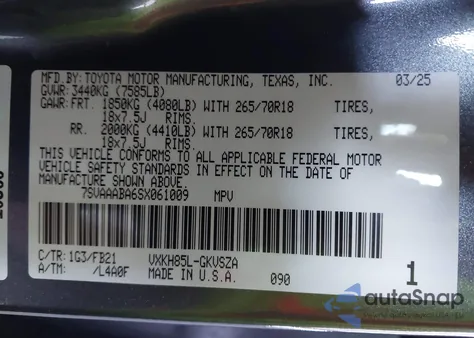 MFD.BY:TOYOTA MOTOR MANUFACTURING, TEXAS, INC. 03/25
GVWR:3440KG (7585LB)
GAWR:FRT. 1850KG (4080LB) WITH 265/70R18 TIRES,
18x7.5J RIMS.
RR. 2000KG (4410LB) WITH 265/70R18 TIRES,
18x7.5J RIMS.
THIS VEHICLE CONFORMS TO ALL APPLICABLE FEDERAL MOTOR
VEHICLE SAFETY STANDARDS IN EFFECT ON THE DATE
OF MANUFACTURE SHOWN ABOVE.
7SVAAABA6SX061009 MPV
C/TR:1G3/FB21 VXKH85L-GKVSZA
A/TM: /L4A0F MADE IN U.S.A. 090 1
autoSnap